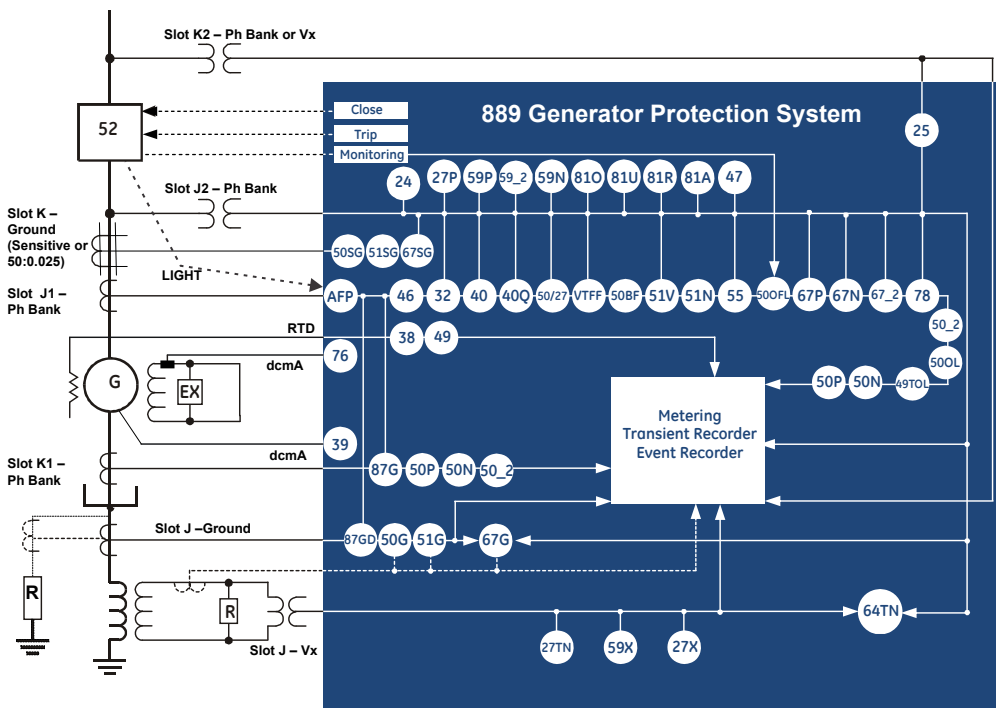 Slot K2 – Ph Bank or Vx
889 Generator Protection System
52
Close
Trip
Monitoring
25
24
27P
59P
59_2
59N
81O
81U
81R
81A
47
Slot J2 – Ph Bank
Slot K –
Ground
(Sensitive or
50:0.025)
50SG
51SG
67SG
LIGHT
Slot J1 –
Ph Bank
AFP
46
32
40
40Q
50/27
VTFF
50BF
51V
51N
55
50OFL
67P
67N
67_2
78
RTD
38
49
50_2
dcmA
76
50OL
G
EX
50P
50N
49TOL
Metering
Transient Recorder
Event Recorder
39
dcmA
Slot K1 –
Ph Bank
87G
50P
50N
50_2
Slot J –Ground
87GD
50G
51G
67G
R
R
64TN
Slot J – Vx
27TN
59X
27X